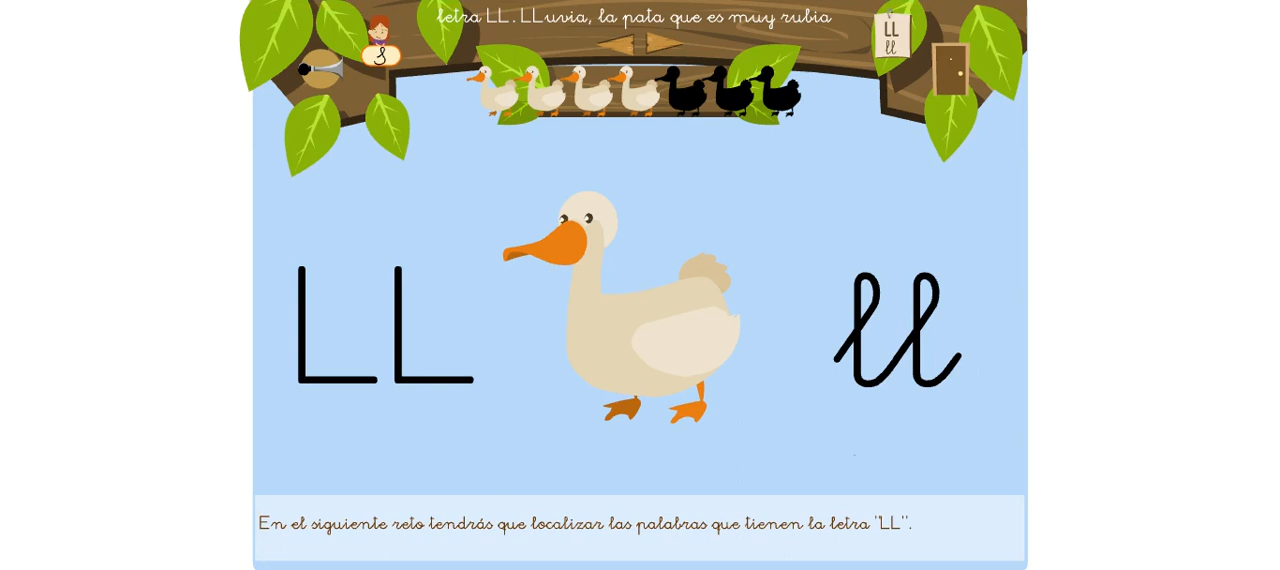 letra LL. LLuvia, la pata que es muy rubia
LL
ll
LL
ll
En el siguiente reto tendrás que localizar las palabras que tienen la letra "LL".